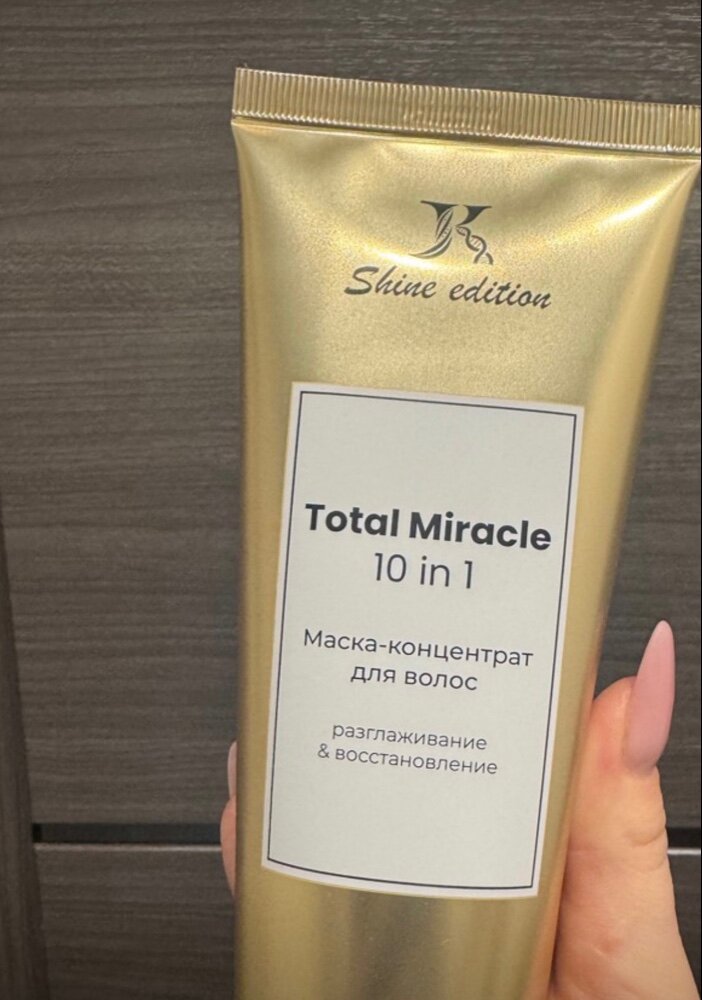 K
Shine edition
Total Miracle
10 in 1
Маска-концентрат
для волос
разглаживание
& восстановление